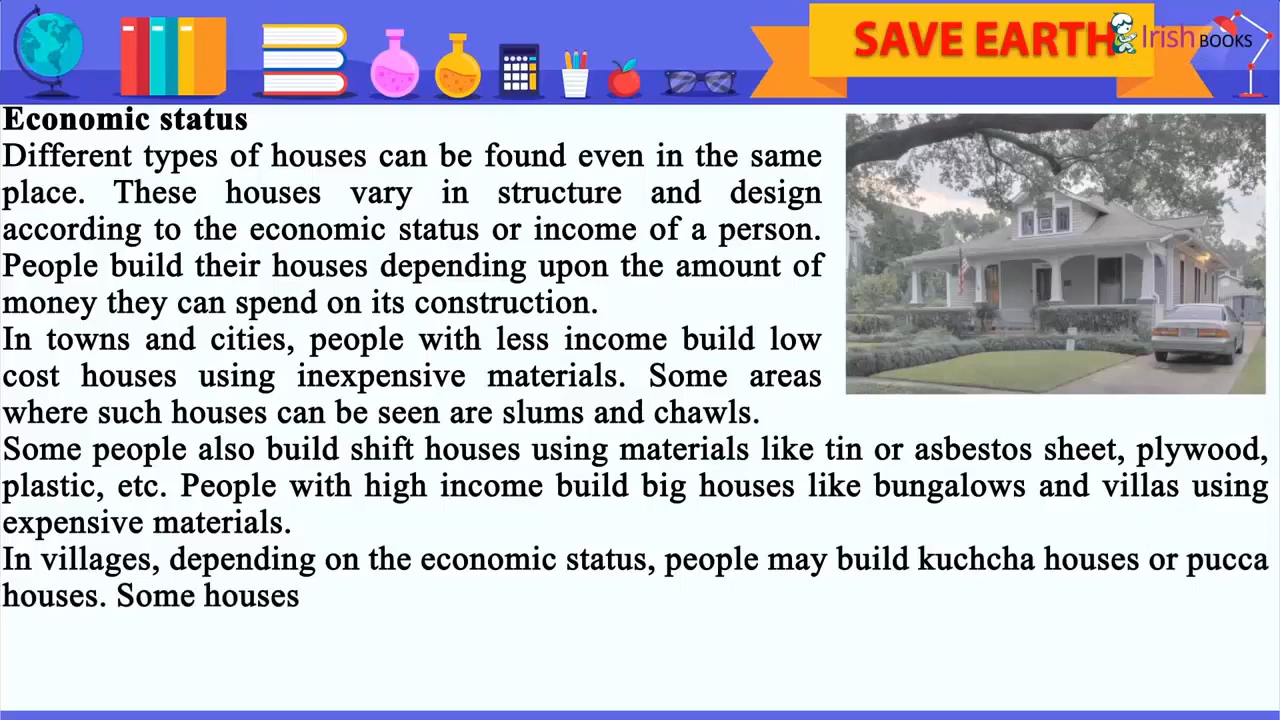 SAVE EARTH
Irish BOOKS
Economic status
Different types of houses can be found even in the same
place. These houses vary in structure and design
according to the economic status or income of a person.
People build their houses depending upon the amount of
money they can spend on its construction.
In towns and cities, people with less income build low
cost houses using inexpensive materials. Some areas
where such houses can be seen are slums and chawls.
Some people also build shift houses using materials like tin or asbestos sheet, plywood,
plastic, etc. People with high income build big houses like bungalows and villas using
expensive materials.
In villages, depending on the economic status, people may build kuchcha houses or pucca
houses. Some houses